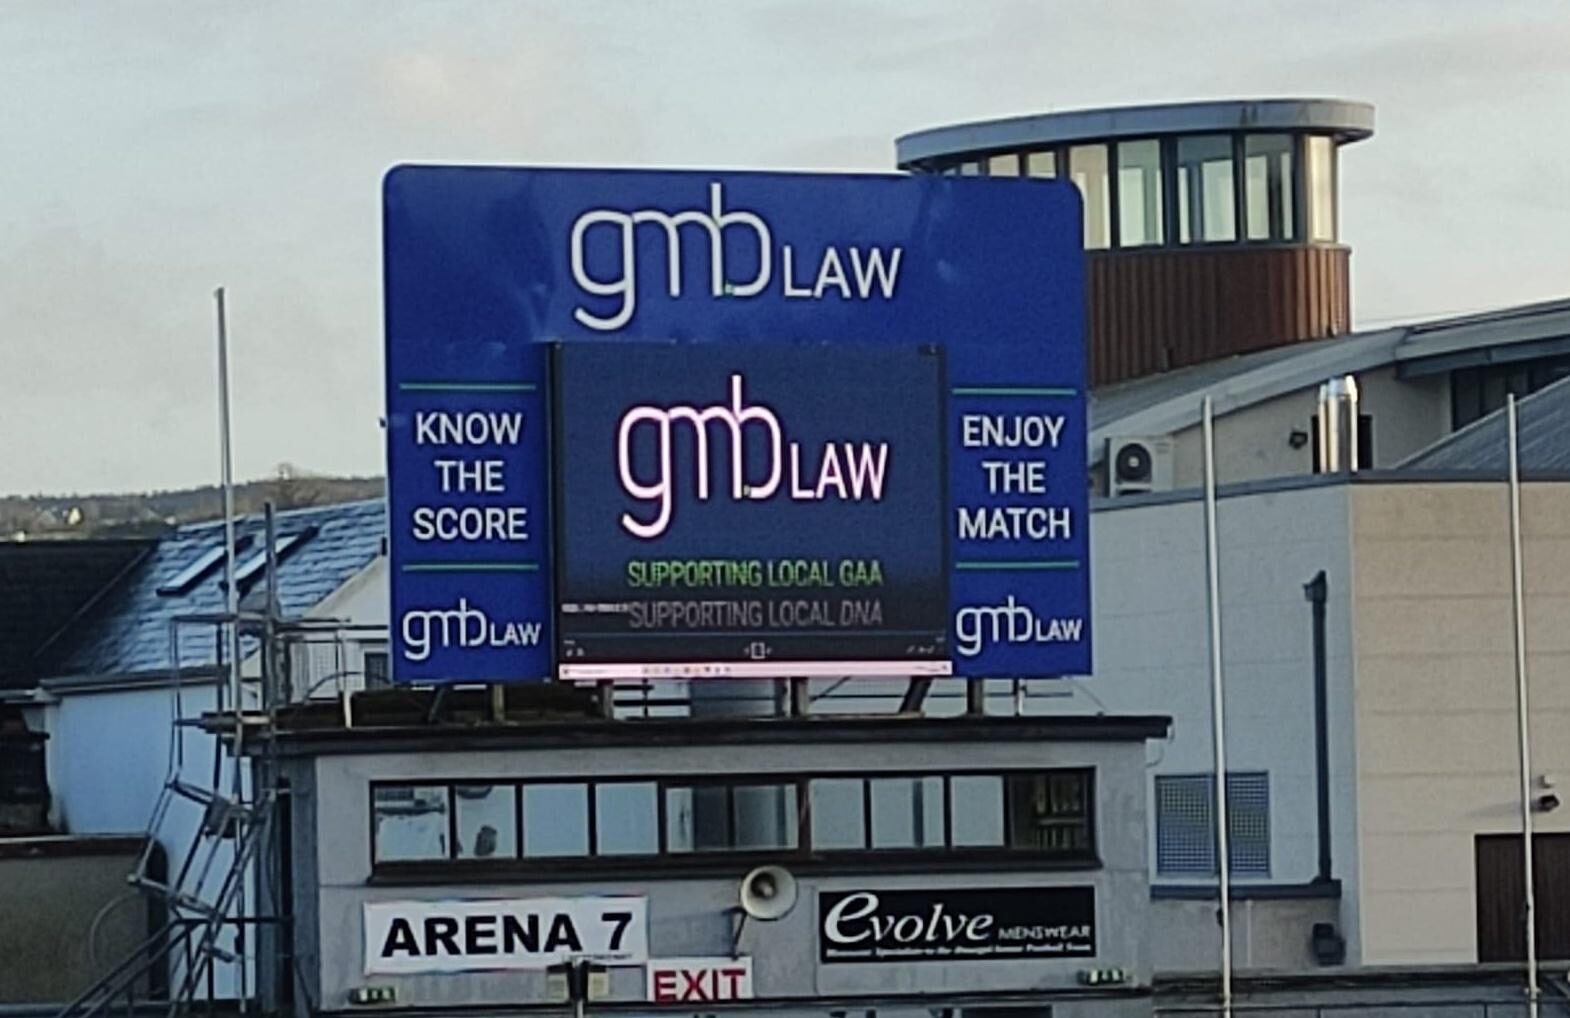 gmb LAW
KNOW
THE
SCORE
gmb LAW
gmb LAW
SUPPORTING LOCAL GAA
SUPPORTING LOCAL DNA
ENJOY
THE
MATCH
gmb LAW
ARENA 7
EXIT
evolve MENSWEAR